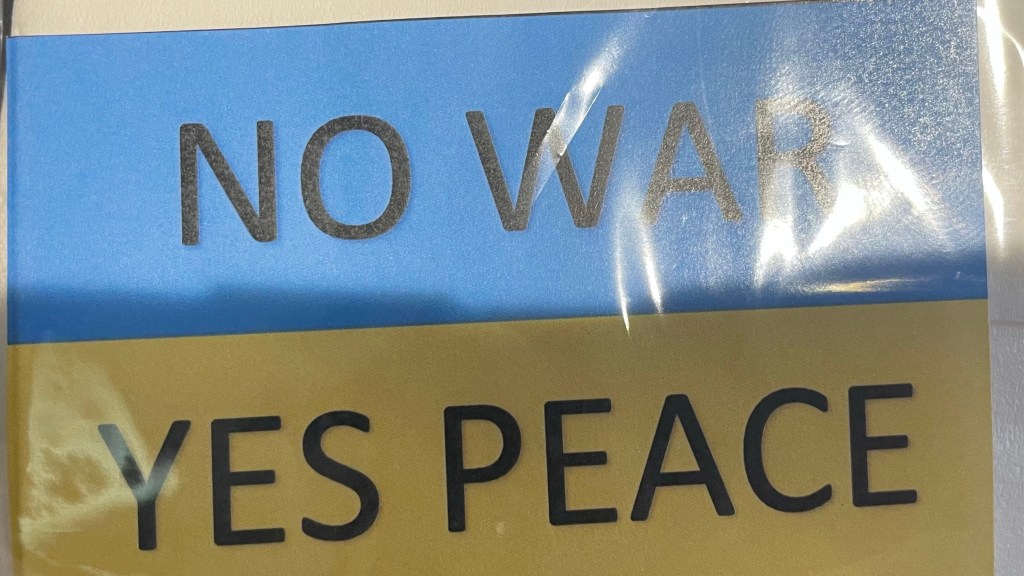 NO WAR
YES PEACE